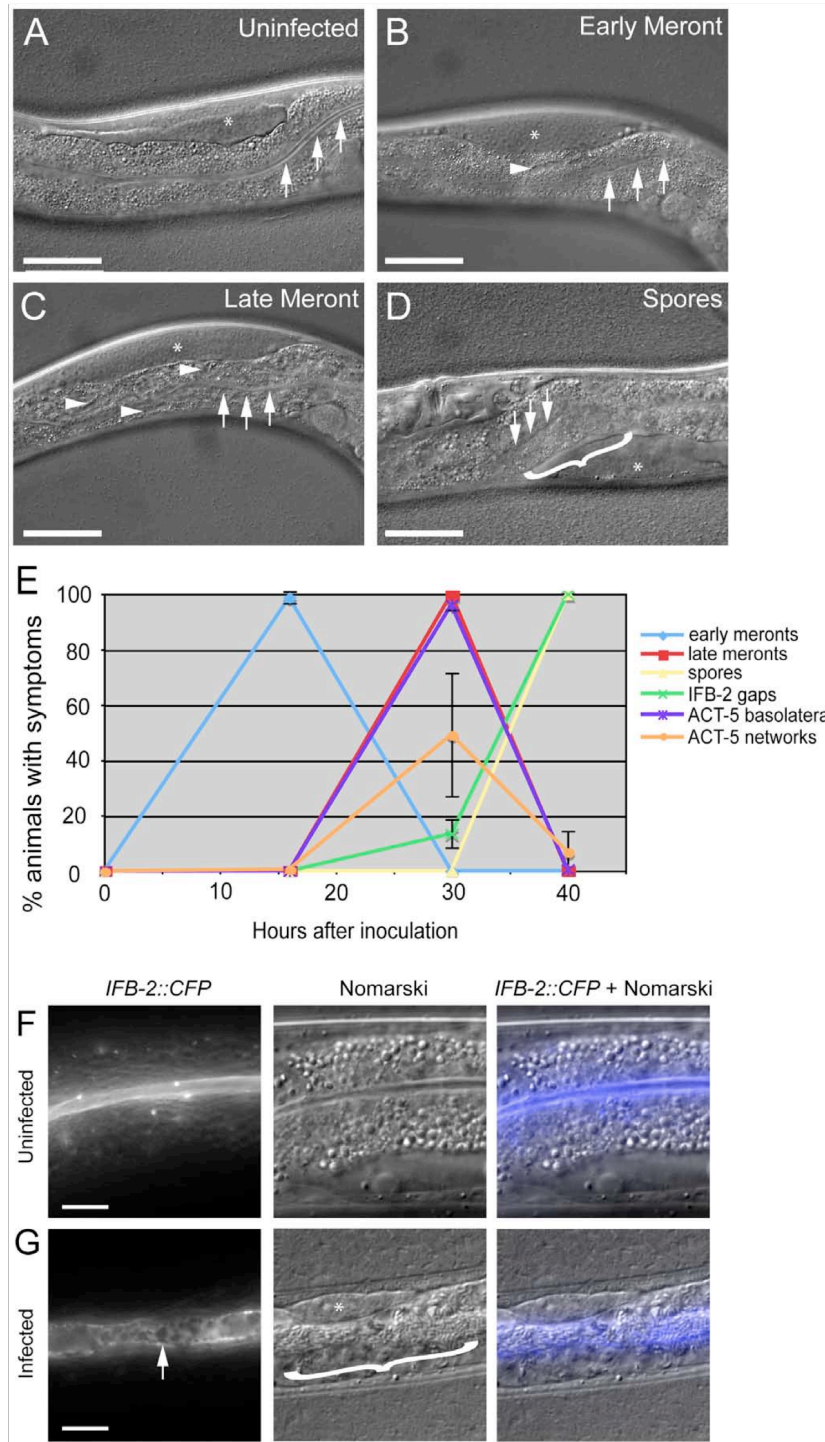 A Uninfected
B Early Meront
C Late Meront
D Spores
E
% animals with symptoms
100
80
60
40
20
0
0 10 20 30 40
Hours after inoculation
early meronts
late meronts
spores
IFB-2 gaps
ACT-5 basolatera
ACT-5 networks
IFB-2::CFP
Nomarski
IFB-2::CFP + Nomarski
F
Uninfected
G
Infected